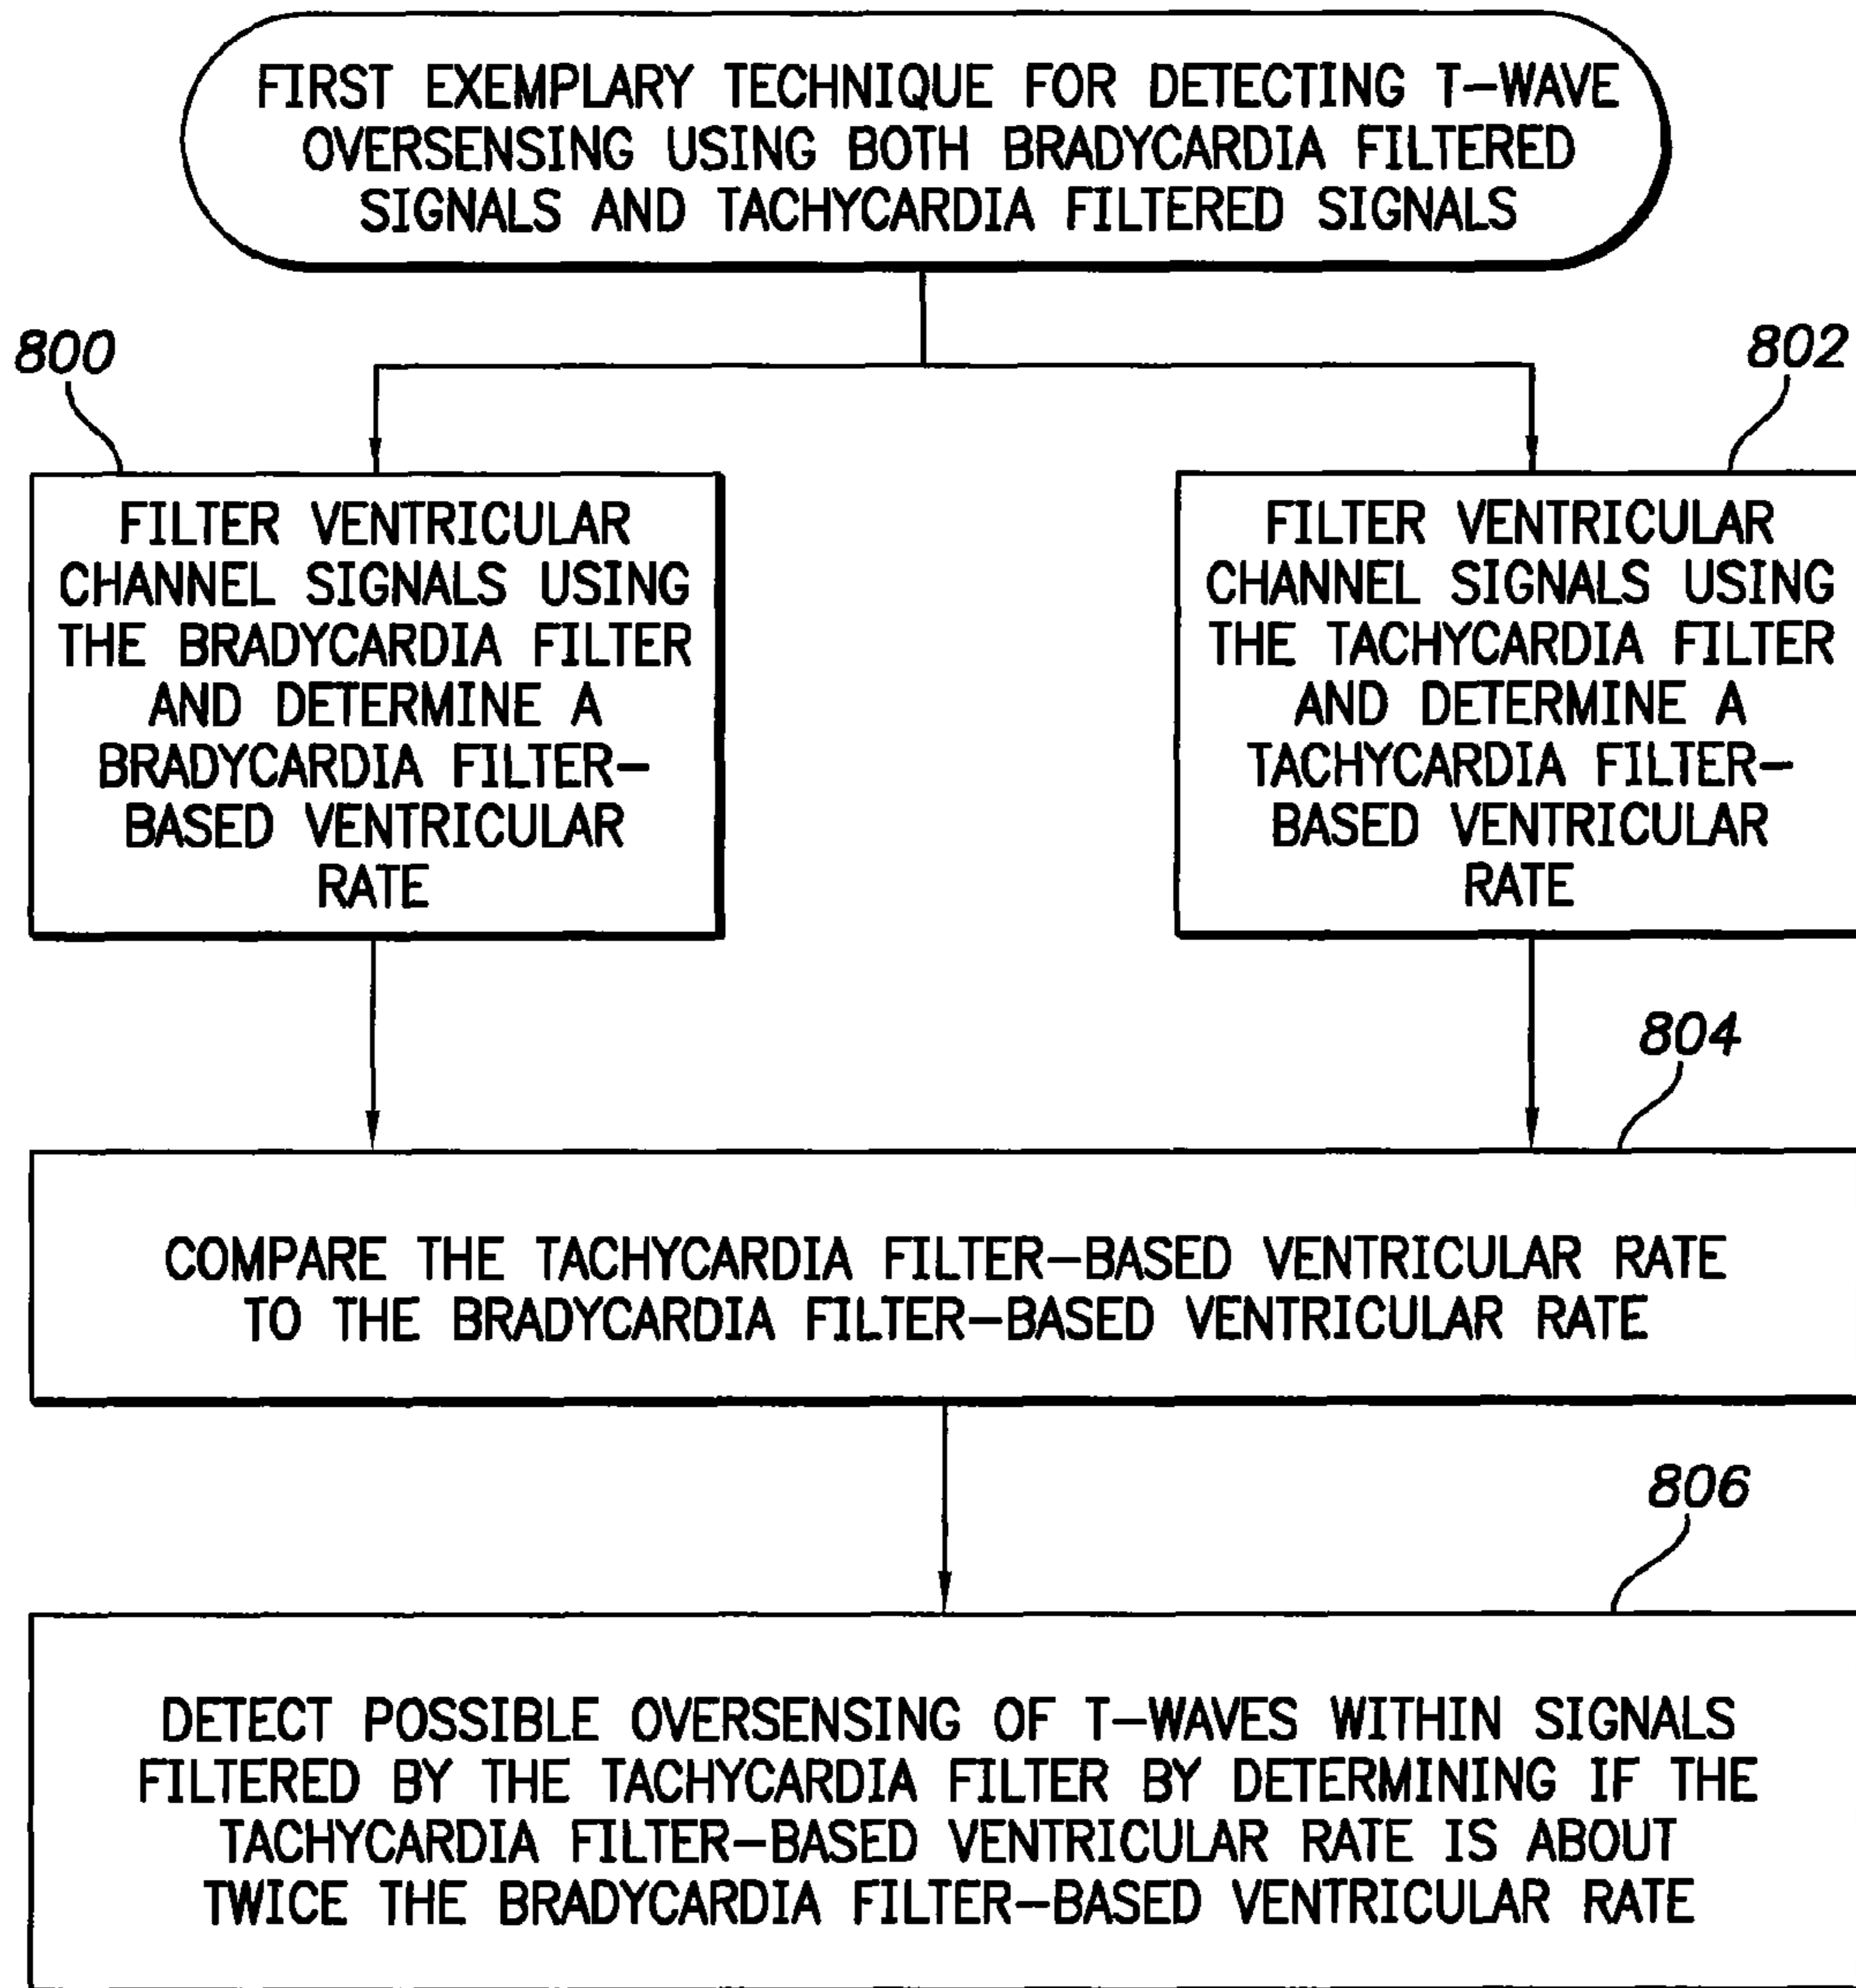 FIRST EXEMPLARY TECHNIQUE FOR DETECTING T-WAVE
OVERSENSING USING BOTH BRADYCARDIA FILTERED
SIGNALS AND TACHYCARDIA FILTERED SIGNALS
800
802
FILTER VENTRICULAR
CHANNEL SIGNALS USING
THE BRADYCARDIA FILTER
AND DETERMINE A
BRADYCARDIA FILTER-
BASED VENTRICULAR
RATE
FILTER VENTRICULAR
CHANNEL SIGNALS USING
THE TACHYCARDIA FILTER
AND DETERMINE A
TACHYCARDIA FILTER-
BASED VENTRICULAR
RATE
804
COMPARE THE TACHYCARDIA FILTER-BASED VENTRICULAR RATE
TO THE BRADYCARDIA FILTER-BASED VENTRICULAR RATE
806
DETECT POSSIBLE OVERSENSING OF T-WAVES WITHIN SIGNALS
FILTERED BY THE TACHYCARDIA FILTER BY DETERMINING IF THE
TACHYCARDIA FILTER-BASED VENTRICULAR RATE IS ABOUT
TWICE THE BRADYCARDIA FILTER-BASED VENTRICULAR RATE